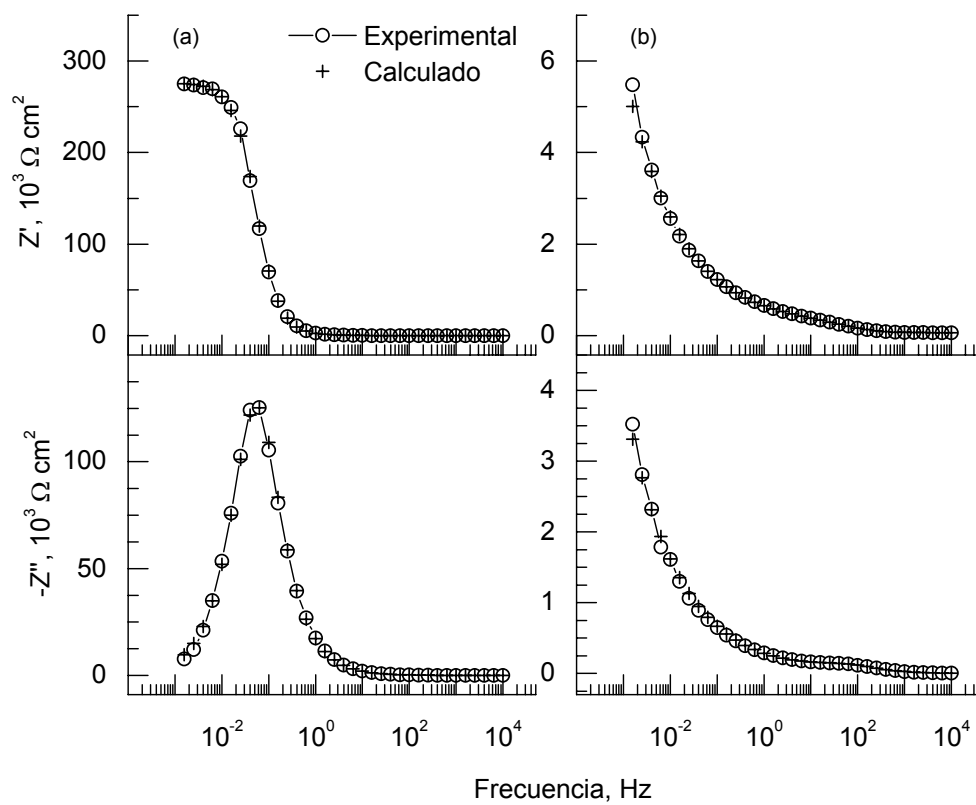 (a)
Experimental
Calculado
(b)
300
200
100
0
Z', 10³ Ω cm²
6
4
2
0
100
50
0
-Z", 10³ Ω cm²
4
3
2
1
0
10⁻² 10⁰ 10² 10⁴
10⁻² 10⁰ 10² 10⁴
Frecuencia, Hz